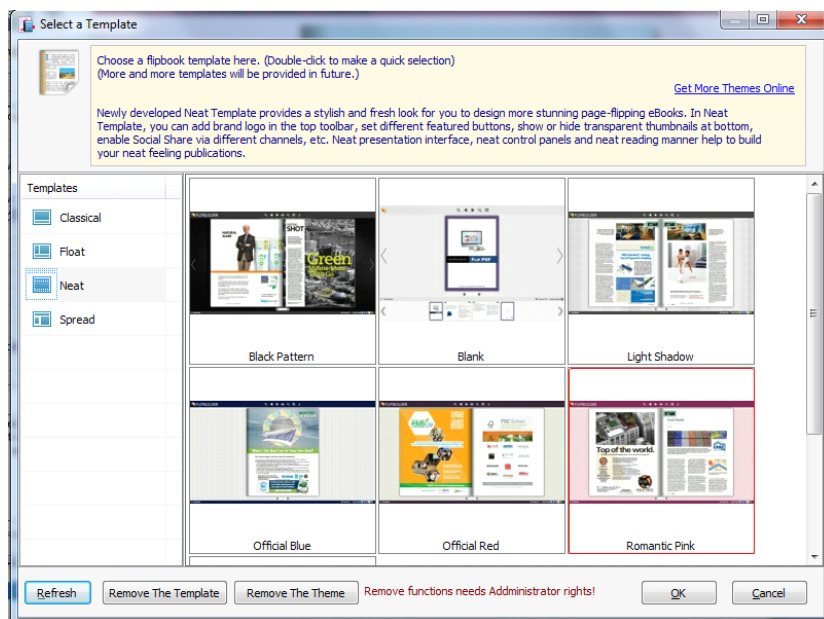 Select a Template
Choose a flipbook template here. (Double-click to make a quick selection)
(More and more templates will be provided in future.)
Get More Themes Online
Newly developed Neat Template provides a stylish and fresh look for you to design more stunning page-flipping eBooks. In Neat
Template, you can add brand logo in the top toolbar, set different featured buttons, show or hide transparent thumbnails at bottom,
enable Social Share via different channels, etc. Neat presentation interface, neat control panels and neat reading manner help to build
your neat feeling publications.
Templates
Classical
Float
Neat
Spread
SHOT
Green
FLIP PDF
Black Pattern
Blank
Light Shadow
Top of the world.
Official Blue
Official Red
Romantic Pink
Refresh
Remove The Template
Remove The Theme
Remove functions needs Addministrator rights!
OK
Cancel